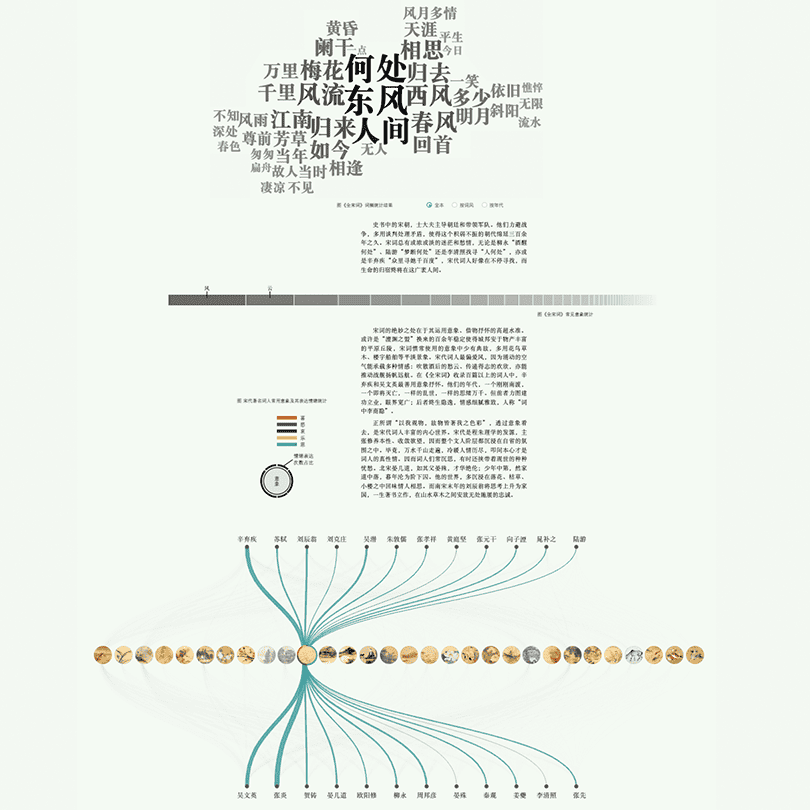 风月多情
黄昏 天涯 平生
阑干 一点 相思 今日
万里 梅花 何处 归去 一笑
千里 风流 东风 西风 多少 依旧 憔悴
不知 风雨 江南 归来 人间 春风 明月 斜阳 无限
深处 尊前 芳草 流水
春色 匆匆 当年 如今 无人 回首
扁舟 故人 当时 相逢
凄凉 不见
图《全宋词》词频统计结果 全本 按词风 按年代
史书中的宋朝,士大夫主导朝廷和带领军队。他们力避战
争,多用谈判处理矛盾,使得这个积弱不振的朝代绵延三百余
年之久。宋词总有或浓或淡的迷茫和愁情,无论是柳永“酒醒
何处”、陆游“梦断何处”还是李清照找寻“人何处”,亦或
是辛弃疾“众里寻他千百度”,宋代词人好像在不停寻找,而
生命的归宿终将在这广袤人间。
风 云
图《全宋词》常见意象统计
宋词的绝妙之处在于其运用意象、借物抒怀的高超水准。
或许是“澶渊之盟”换来的百余年稳定使得城邦安于物产丰富
的平原丘陵,宋词惯常使用的意象中少有典故,多用花鸟草
木、楼宇船舶等平淡景象。宋代词人最偏爱风,因为涌动的空
气能承载多种情感:吹散酒后的愁云、传递得志的欢欣,亦能
推动战舰扬帆远航。在《全宋词》收录百篇以上的词人中,辛
弃疾和吴文英最善用意象抒怀。他们的年代,一个刚刚南渡,
一个即将灭亡,一样的乱世,一样的愁绪万千。但前者力图建
功立业,眼界宽广;后者终生隐逸,情感细腻雅致,人称“词
中李商隐”。
正所谓“以我观物,故物皆著我之色彩”,透过意象看
去,是宋代词人丰富的内心世界。宋代是程朱理学的发源,主
张修养本性、收敛欲望,因而整个文人阶层都沉浸在自省的氛
围之中。毕竟,万水千山走遍,冷暖人情历尽,叩问本心才是
词人的真性情。因而词人们常沉思,有时还挟带着现世的种种
忧愁。北宋晏几道,如其父晏殊,才华绝伦;少年中第,然家
道中落,暮年沦为阶下囚。他的世界,多沉浸在落花、枯草、
小楼之中回味情人相思。而南宋末年的刘辰翁将思考上升为家
国,一生著书立作,在山水草木之间安放无处施展的忠诚。
图 宋代著名词人常用意象及其表达情绪统计
喜
怒
哀
乐
思
情绪表达
次数占比
意象
辛弃疾 苏轼 刘辰翁 刘克庄 吴潜 朱敦儒 张孝祥 黄庭坚 张元干 向子諲 晁补之 陆游
吴文英 张炎 贺铸 晏几道 欧阳修 柳永 周邦彦 晏殊 秦观 姜夔 李清照 张先